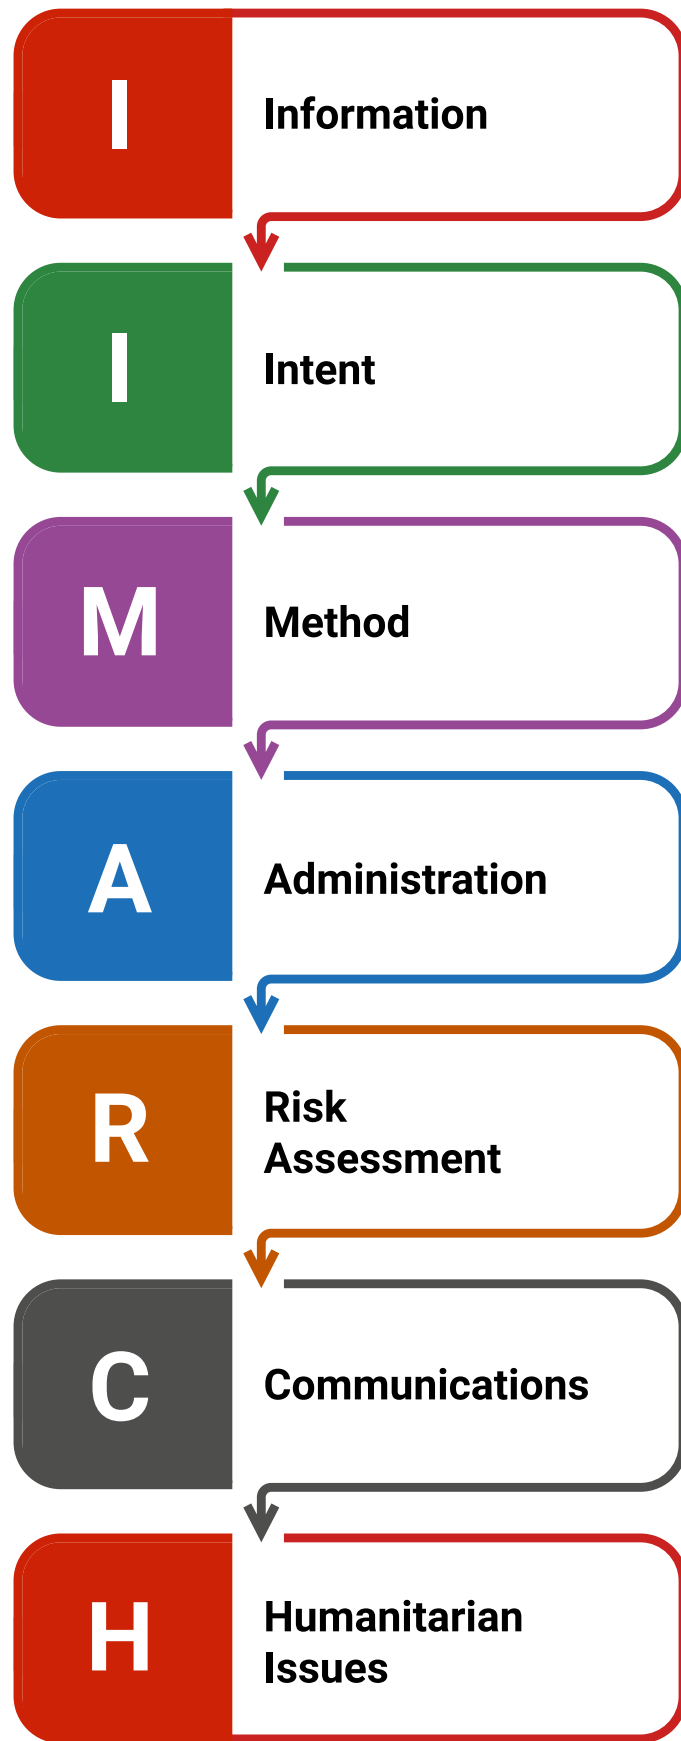 I
Information
I
Intent
M
Method
A
Administration
R
Risk
Assessment
C
Communications
H
Humanitarian
Issues